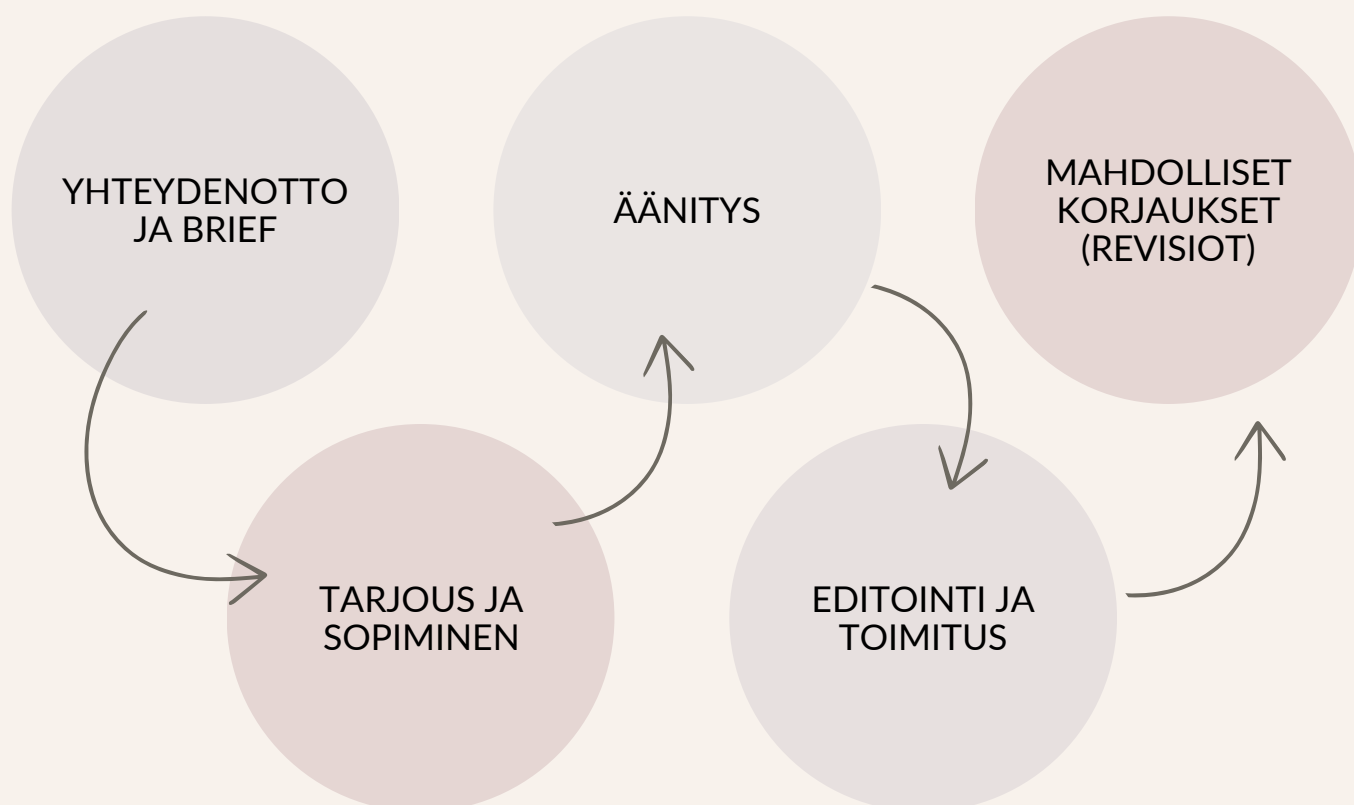 YHTEYDENOTTO
JA BRIEF
TARJOUS JA
SOPIMINEN
ÄÄNITYS
EDITOINTI JA
TOIMITUS
MAHDOLLISET
KORJAUKSET
(REVISIOT)